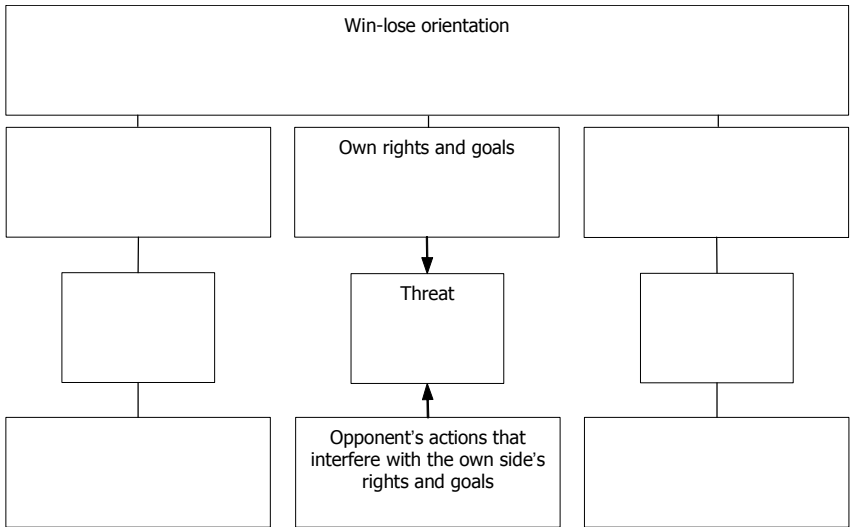 Win-lose orientation
Own rights and goals
Threat
Opponent’s actions that
interfere with the own side’s
rights and goals